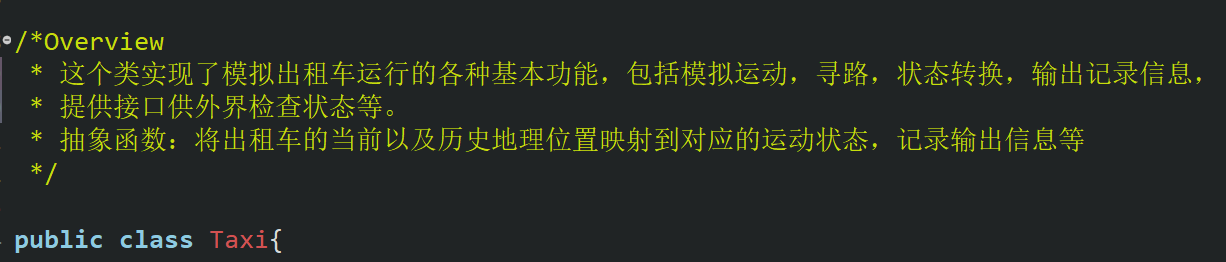 /*Overview
* 这个类实现了模拟出租车运行的各种基本功能，包括模拟运动，寻路，状态转换，输出记录信息，
* 提供接口供外界检查状态等。
* 抽象函数：将出租车的当前以及历史地理位置映射到对应的运动状态，记录输出信息等
*/
public class Taxi{